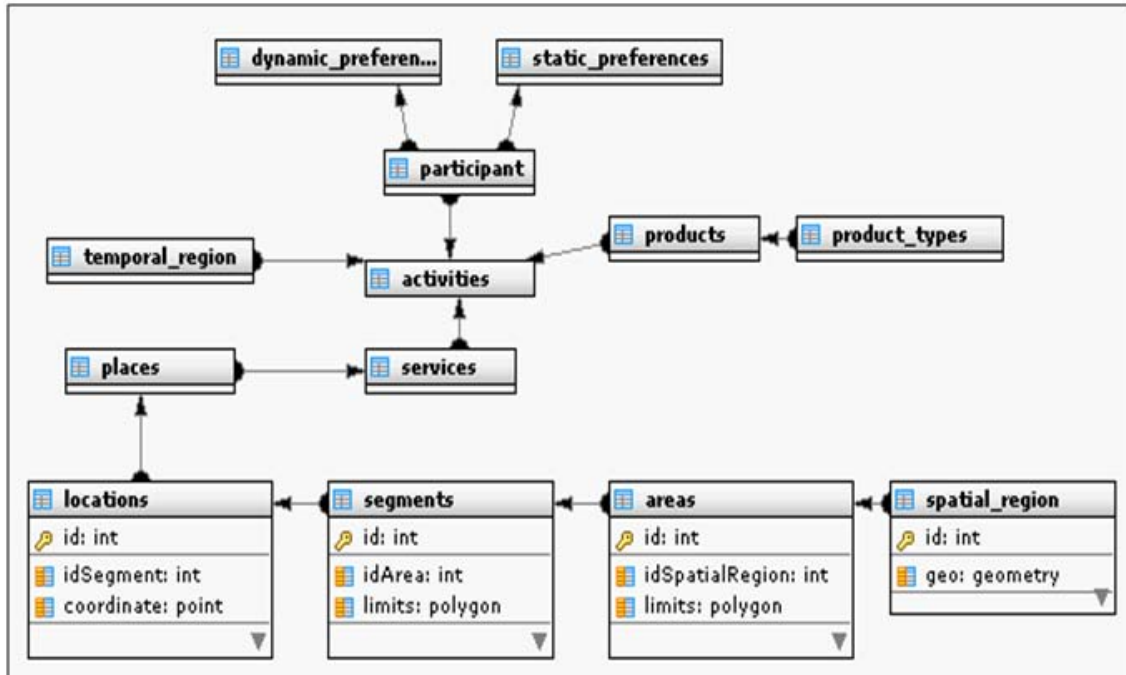 dynamic_preferen...
static_preferences
participant
products
product_types
temporal_region
activities
places
services
locations
id: int
idSegment: int
coordinate: point
segments
id: int
idArea: int
limits: polygon
areas
id: int
idSpatialRegion: int
limits: polygon
spatial_region
id: int
geo: geometry